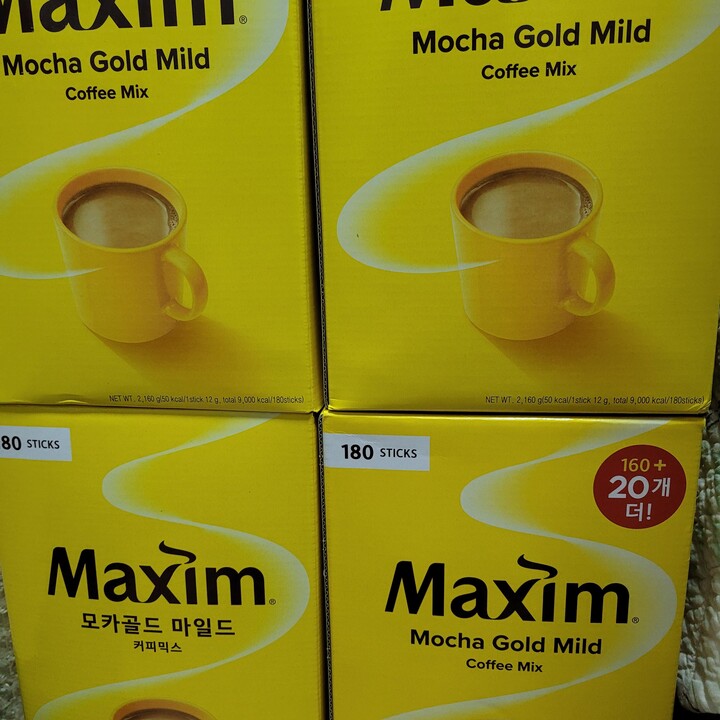 Maxim®
Mocha Gold Mild
Coffee Mix
NET WT. 2,160 g(50 kcal/1stick 12 g, total 9,000 kcal/180sticks)
Mocha Gold Mild
Coffee Mix
NET WT. 2,160 g(50 kcal/1stick 12 g, total 9,000 kcal/180sticks)
80 STICKS
Maxim®
모카골드 마일드
커피믹스
180 STICKS
160+
20개
더!
Maxim®
Mocha Gold Mild
Coffee Mix